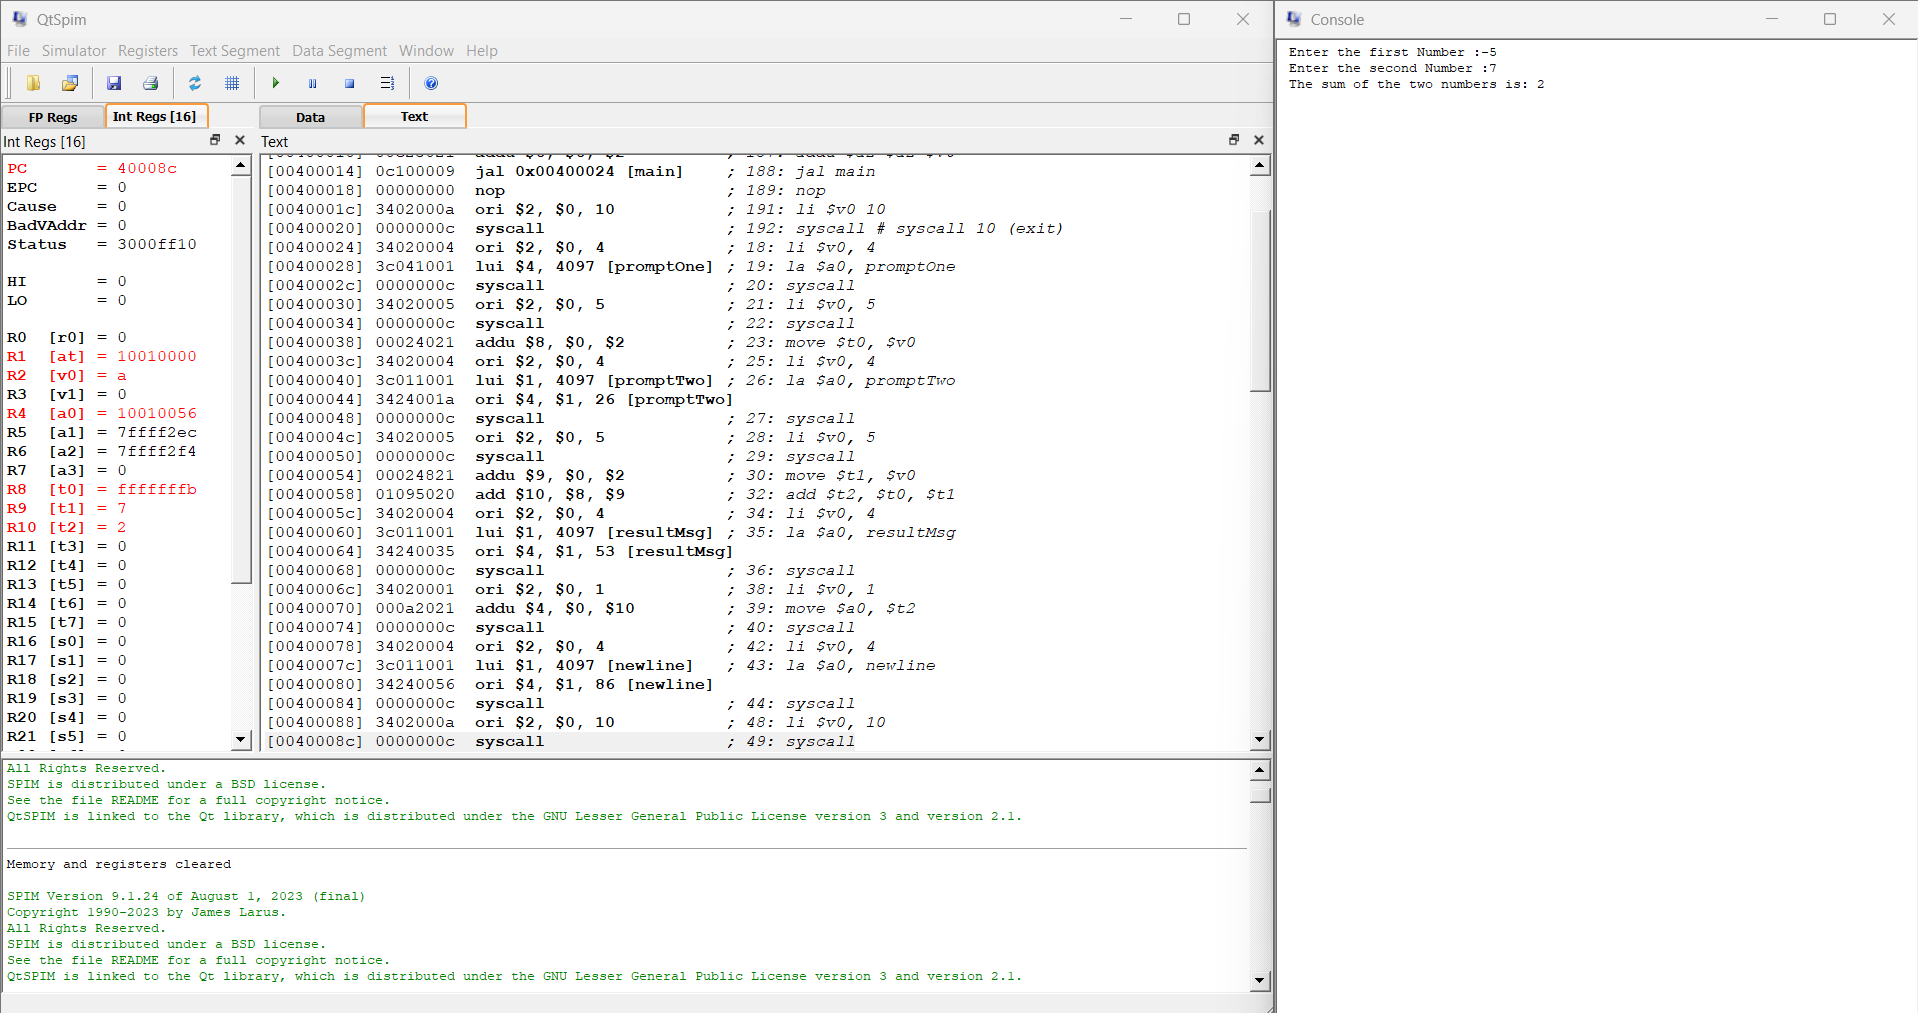 QtSpim
File Simulator Registers Text Segment Data Segment Window Help
FP Regs
Int Regs [16]
Data
Text
Int Regs [16]
PC = 40008c
EPC = 0
Cause = 0
BadVAddr = 0
Status = 3000ff10
HI = 0
LO = 0
R0 [r0] = 0
R1 [at] = 10010000
R2 [v0] = a
R3 [v1] = 0
R4 [a0] = 10010056
R5 [a1] = 7ffff2ec
R6 [a2] = 7ffff2f4
R7 [a3] = 0
R8 [t0] = fffffffb
R9 [t1] = 7
R10 [t2] = 2
R11 [t3] = 0
R12 [t4] = 0
R13 [t5] = 0
R14 [t6] = 0
R15 [t7] = 0
R16 [s0] = 0
R17 [s1] = 0
R18 [s2] = 0
R19 [s3] = 0
R20 [s4] = 0
R21 [s5] = 0
Text
[00400014] 0c100009 jal 0x00400024 [main] ; 188: jal main
[00400018] 00000000 nop ; 189: nop
[0040001c] 3402000a ori $2, $0, 10 ; 191: li $v0 10
[00400020] 0000000c syscall ; 192: syscall # syscall 10 (exit)
[00400024] 34020004 ori $2, $0, 4 ; 18: li $v0, 4
[00400028] 3c041001 lui $4, 4097 [promptOne] ; 19: la $a0, promptOne
[0040002c] 0000000c syscall ; 20: syscall
[00400030] 34020005 ori $2, $0, 5 ; 21: li $v0, 5
[00400034] 0000000c syscall ; 22: syscall
[00400038] 00024021 addu $8, $0, $2 ; 23: move $t0, $v0
[0040003c] 34020004 ori $2, $0, 4 ; 25: li $v0, 4
[00400040] 3c011001 lui $1, 4097 [promptTwo] ; 26: la $a0, promptTwo
[00400044] 3424001a ori $4, $1, 26 [promptTwo]
[00400048] 0000000c syscall ; 27: syscall
[0040004c] 34020005 ori $2, $0, 5 ; 28: li $v0, 5
[00400050] 0000000c syscall ; 29: syscall
[00400054] 00024821 addu $9, $0, $2 ; 30: move $t1, $v0
[00400058] 01095020 add $10, $8, $9 ; 32: add $t2, $t0, $t1
[0040005c] 34020004 ori $2, $0, 4 ; 34: li $v0, 4
[00400060] 3c011001 lui $1, 4097 [resultMsg] ; 35: la $a0, resultMsg
[00400064] 34240035 ori $4, $1, 53 [resultMsg]
[00400068] 0000000c syscall ; 36: syscall
[0040006c] 34020001 ori $2, $0, 1 ; 38: li $v0, 1
[00400070] 000a2021 addu $4, $0, $10 ; 39: move $a0, $t2
[00400074] 0000000c syscall ; 40: syscall
[00400078] 34020004 ori $2, $0, 4 ; 42: li $v0, 4
[0040007c] 3c011001 lui $1, 4097 [newline] ; 43: la $a0, newline
[00400080] 34240056 ori $4, $1, 86 [newline]
[00400084] 0000000c syscall ; 44: syscall
[00400088] 3402000a ori $2, $0, 10 ; 48: li $v0, 10
[0040008c] 0000000c syscall ; 49: syscall
All Rights Reserved.
SPIM is distributed under a BSD license.
See the file README for a full copyright notice.
QtSPIM is linked to the Qt library, which is distributed under the GNU Lesser General Public License version 3 and version 2.1.
Memory and registers cleared
SPIM Version 9.1.24 of August 1, 2023 (final)
Copyright 1990-2023 by James Larus.
All Rights Reserved.
SPIM is distributed under a BSD license.
See the file README for a full copyright notice.
QtSPIM is linked to the Qt library, which is distributed under the GNU Lesser General Public License version 3 and version 2.1.
Console
Enter the first Number :-5
Enter the second Number :7
The sum of the two numbers is: 2